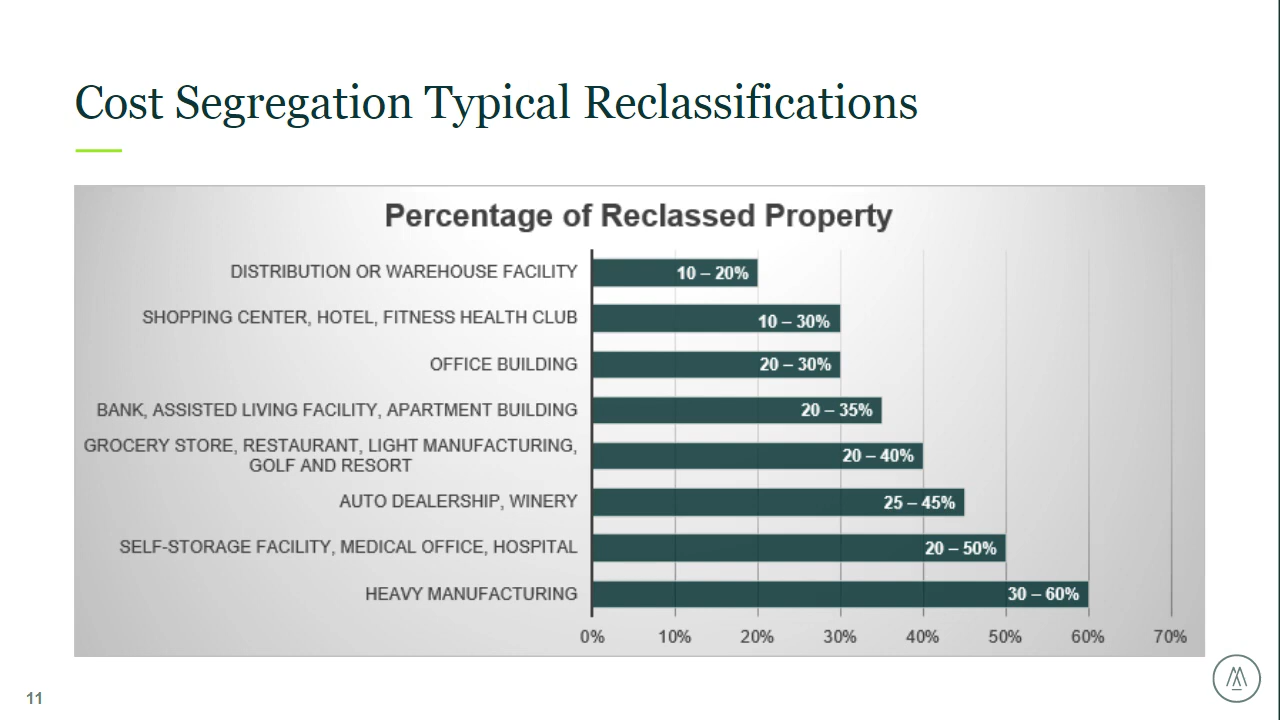 Cost Segregation Typical Reclassifications
Percentage of Reclassed Property
DISTRIBUTION OR WAREHOUSE FACILITY
10 – 20%
SHOPPING CENTER, HOTEL, FITNESS HEALTH CLUB
10 – 30%
OFFICE BUILDING
20 – 30%
BANK, ASSISTED LIVING FACILITY, APARTMENT BUILDING
20 – 35%
GROCERY STORE, RESTAURANT, LIGHT MANUFACTURING,
GOLF AND RESORT
20 – 40%
AUTO DEALERSHIP, WINERY
25 – 45%
SELF-STORAGE FACILITY, MEDICAL OFFICE, HOSPITAL
20 – 50%
HEAVY MANUFACTURING
30 – 60%
0% 10% 20% 30% 40% 50% 60% 70%
11